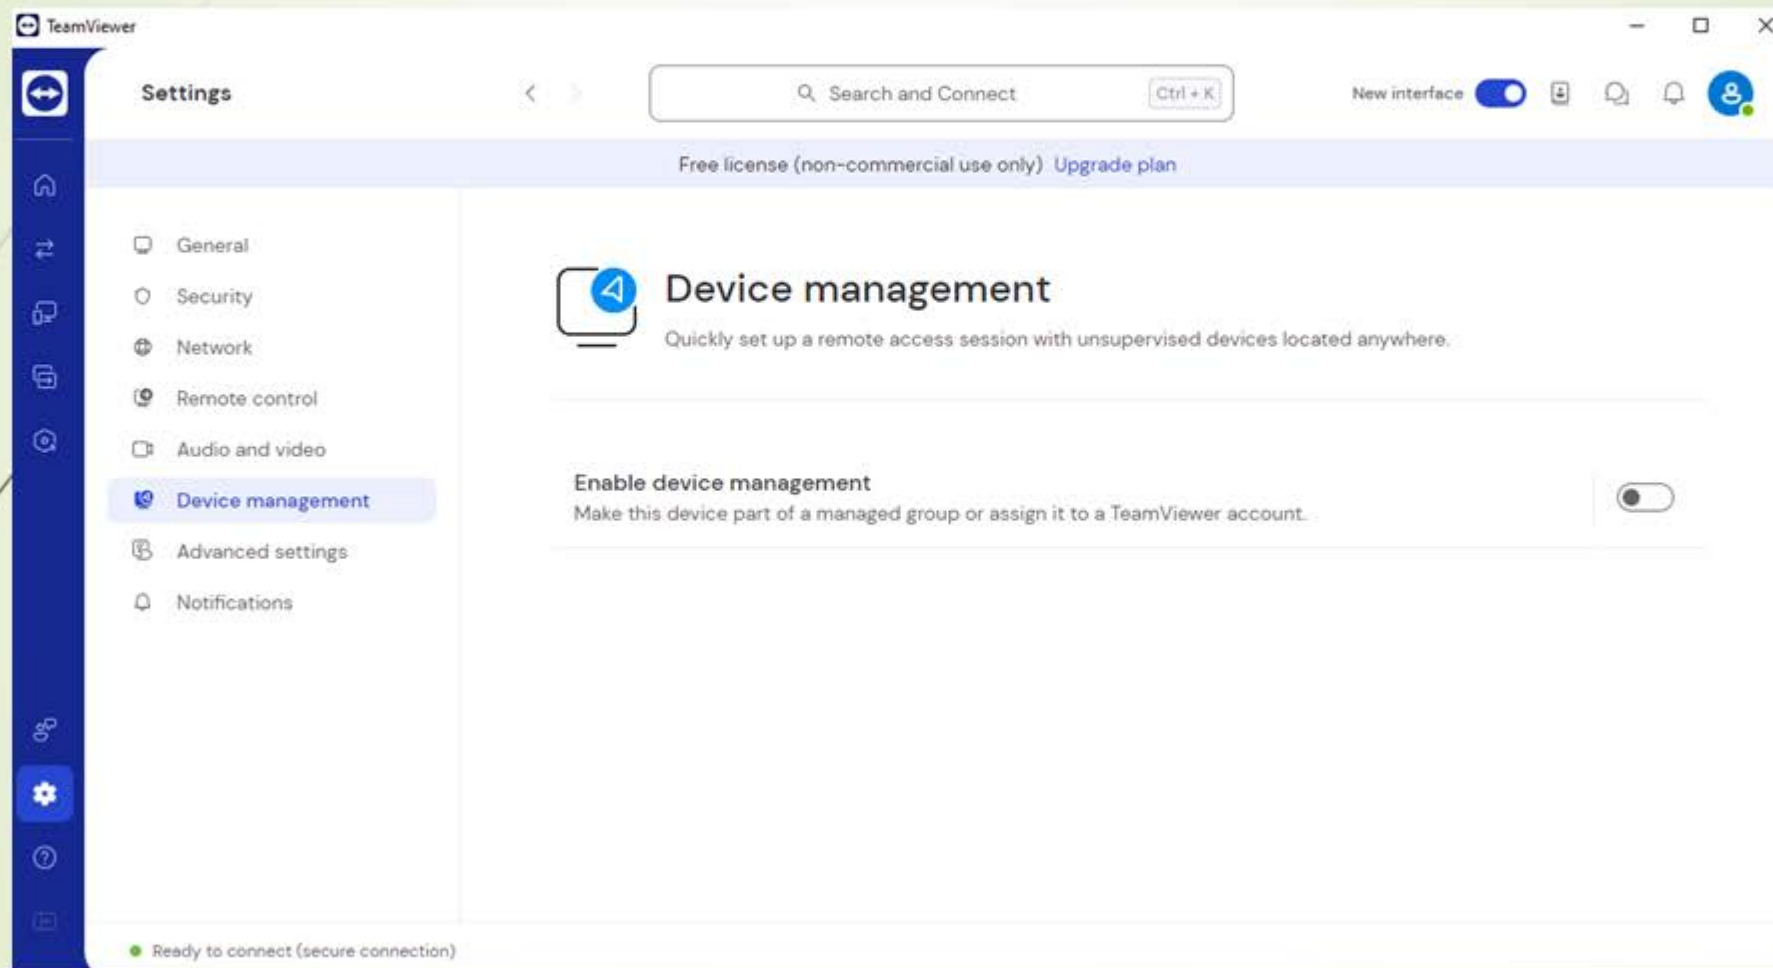 TeamViewer
Settings
Search and Connect
Ctrl + K
New interface
Free license (non-commercial use only) Upgrade plan
General
Security
Network
Remote control
Audio and video
Device management
Advanced settings
Notifications
Device management
Quickly set up a remote access session with unsupervised devices located anywhere.
Enable device management
Make this device part of a managed group or assign it to a TeamViewer account.
Ready to connect (secure connection)